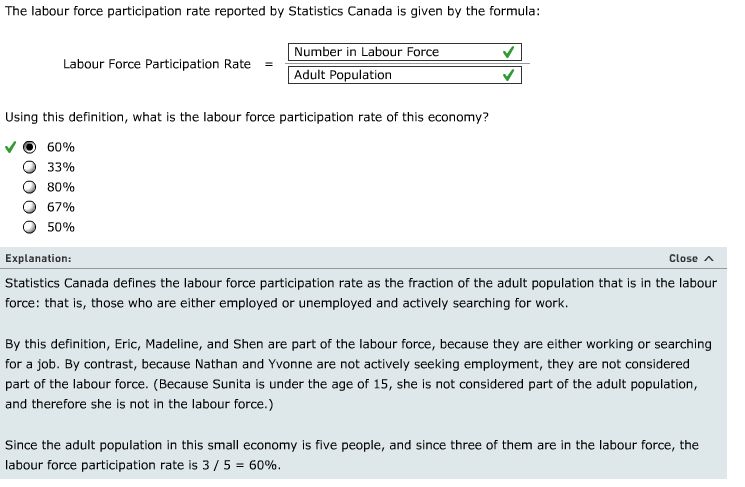 The labour force participation rate reported by Statistics Canada is given by the formula:
Number in Labour Force
Labour Force Participation Rate =
Adult Population
Using this definition, what is the labour force participation rate of this economy?
60%
33%
80%
67%
50%
Explanation: Close
Statistics Canada defines the labour force participation rate as the fraction of the adult population that is in the labour
force: that is, those who are either employed or unemployed and actively searching for work.
By this definition, Eric, Madeline, and Shen are part of the labour force, because they are either working or searching
for a job. By contrast, because Nathan and Yvonne are not actively seeking employment, they are not considered
part of the labour force. (Because Sunita is under the age of 15, she is not considered part of the adult population,
and therefore she is not in the labour force.)
Since the adult population in this small economy is five people, and since three of them are in the labour force, the
labour force participation rate is 3 / 5 = 60%.